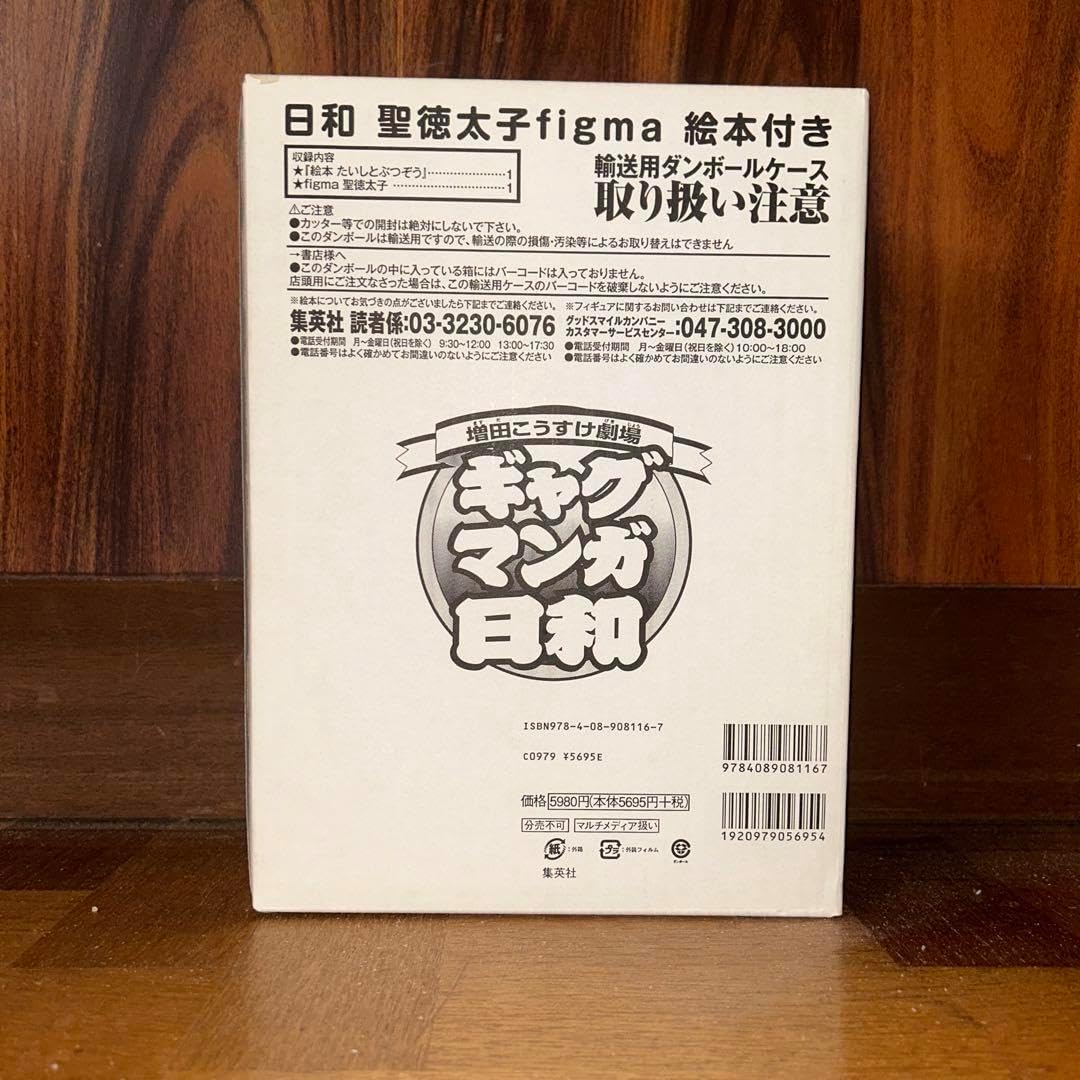 日和 聖徳太子figma 絵本付き
収録内容
★『絵本 たいしとぶつぞう』……………………1
★figma 聖徳太子 ……………………………1
輸送用ダンボールケース
取り扱い注意
⚠ご注意
●カッター等での開封は絶対にしないで下さい。
●このダンボールは輸送用ですので、輸送の際の損傷・汚染等によるお取り替えはできません
→書店様へ
●このダンボールの中に入っている箱にはバーコードは入っておりません。
店頭用にご注文なさった場合は、この輸送用ケースのバーコードを破棄しないようにご注意ください。
※絵本についてお気づきの点がございましたら下記までご連絡ください。
集英社 読者係:03-3230-6076
●電話受付期間 月〜金曜日(祝日を除く) 9:30〜12:00 13:00〜17:30
●電話番号はよく確かめてお間違いのないようにご注意ください
※フィギュアに関するお問い合わせは下記までご連絡ください。
グッドスマイルカンパニー
カスタマーサービスセンター:047-308-3000
●電話受付期間 月〜金曜日(祝日を除く)10:00〜18:00
●電話番号はよく確かめてお間違いのないようにご注意ください
増田こうすけ劇場
ギャグ
マンガ
日和
ISBN978-4-08-908116-7
C0979 ¥5695E
9784089081167
価格 5980円(本体5695円+税)
分売不可 マルチメディア扱い
1920979056954
紙:外箱 プラ:外装フィルム ダンボール
集英社